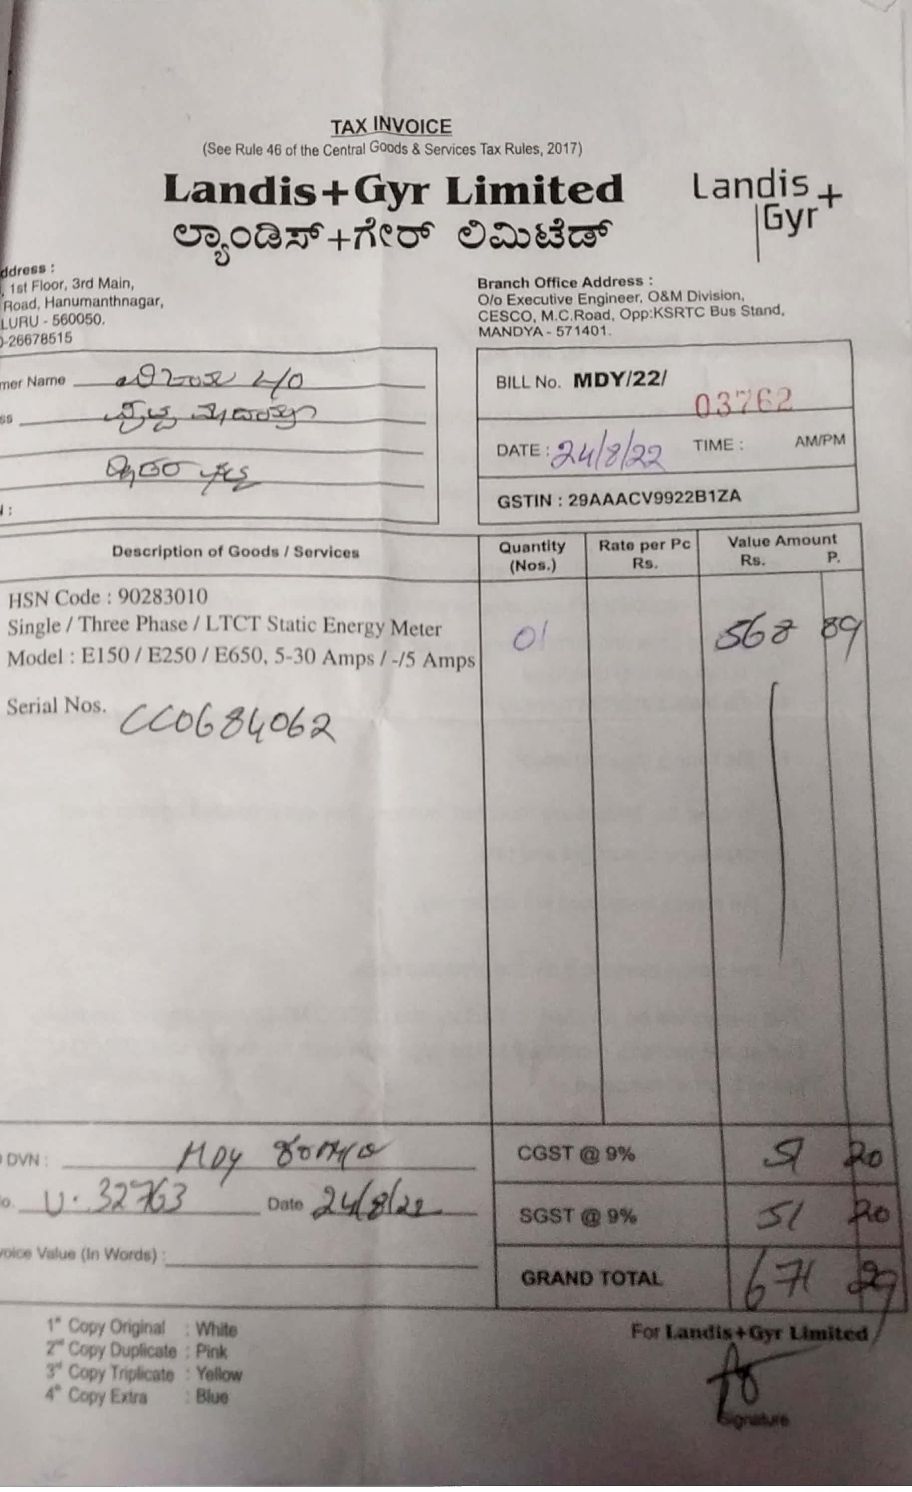 TAX INVOICE
(See Rule 46 of the Central Goods & Services Tax Rules, 2017)
Landis+Gyr Limited
ಲ್ಯಾಂಡಿಸ್+ಗೇರ್ ಲಿಮಿಟೆಡ್
Landis+
Gyr
ddress :
, 1st Floor, 3rd Main,
Road, Hanumanthnagar,
LURU - 560050.
0-26678515
Branch Office Address :
O/o Executive Engineer, O&M Division,
CESCO, M.C.Road, Opp:KSRTC Bus Stand,
MANDYA - 571401.
mer Name
ss
BILL No. MDY/22/ 03762
DATE : 24/8/22 TIME : AM/PM
GSTIN : 29AAACV9922B1ZA
Description of Goods / Services Quantity (Nos.) Rate per Pc Rs. Value Amount Rs. P.
HSN Code : 90283010
Single / Three Phase / LTCT Static Energy Meter 01 568 89
Model : E150 / E250 / E650, 5-30 Amps / -/5 Amps
Serial Nos. CC0684062
DVN : MDY
CGST @ 9% 51 20
o. U. 32763 Date 24/8/22
SGST @ 9% 51 20
voice Value (In Words) :
GRAND TOTAL 671 29
1st Copy Original : White
2nd Copy Duplicate : Pink
3rd Copy Triplicate : Yellow
4th Copy Extra : Blue
For Landis+Gyr Limited
Signature